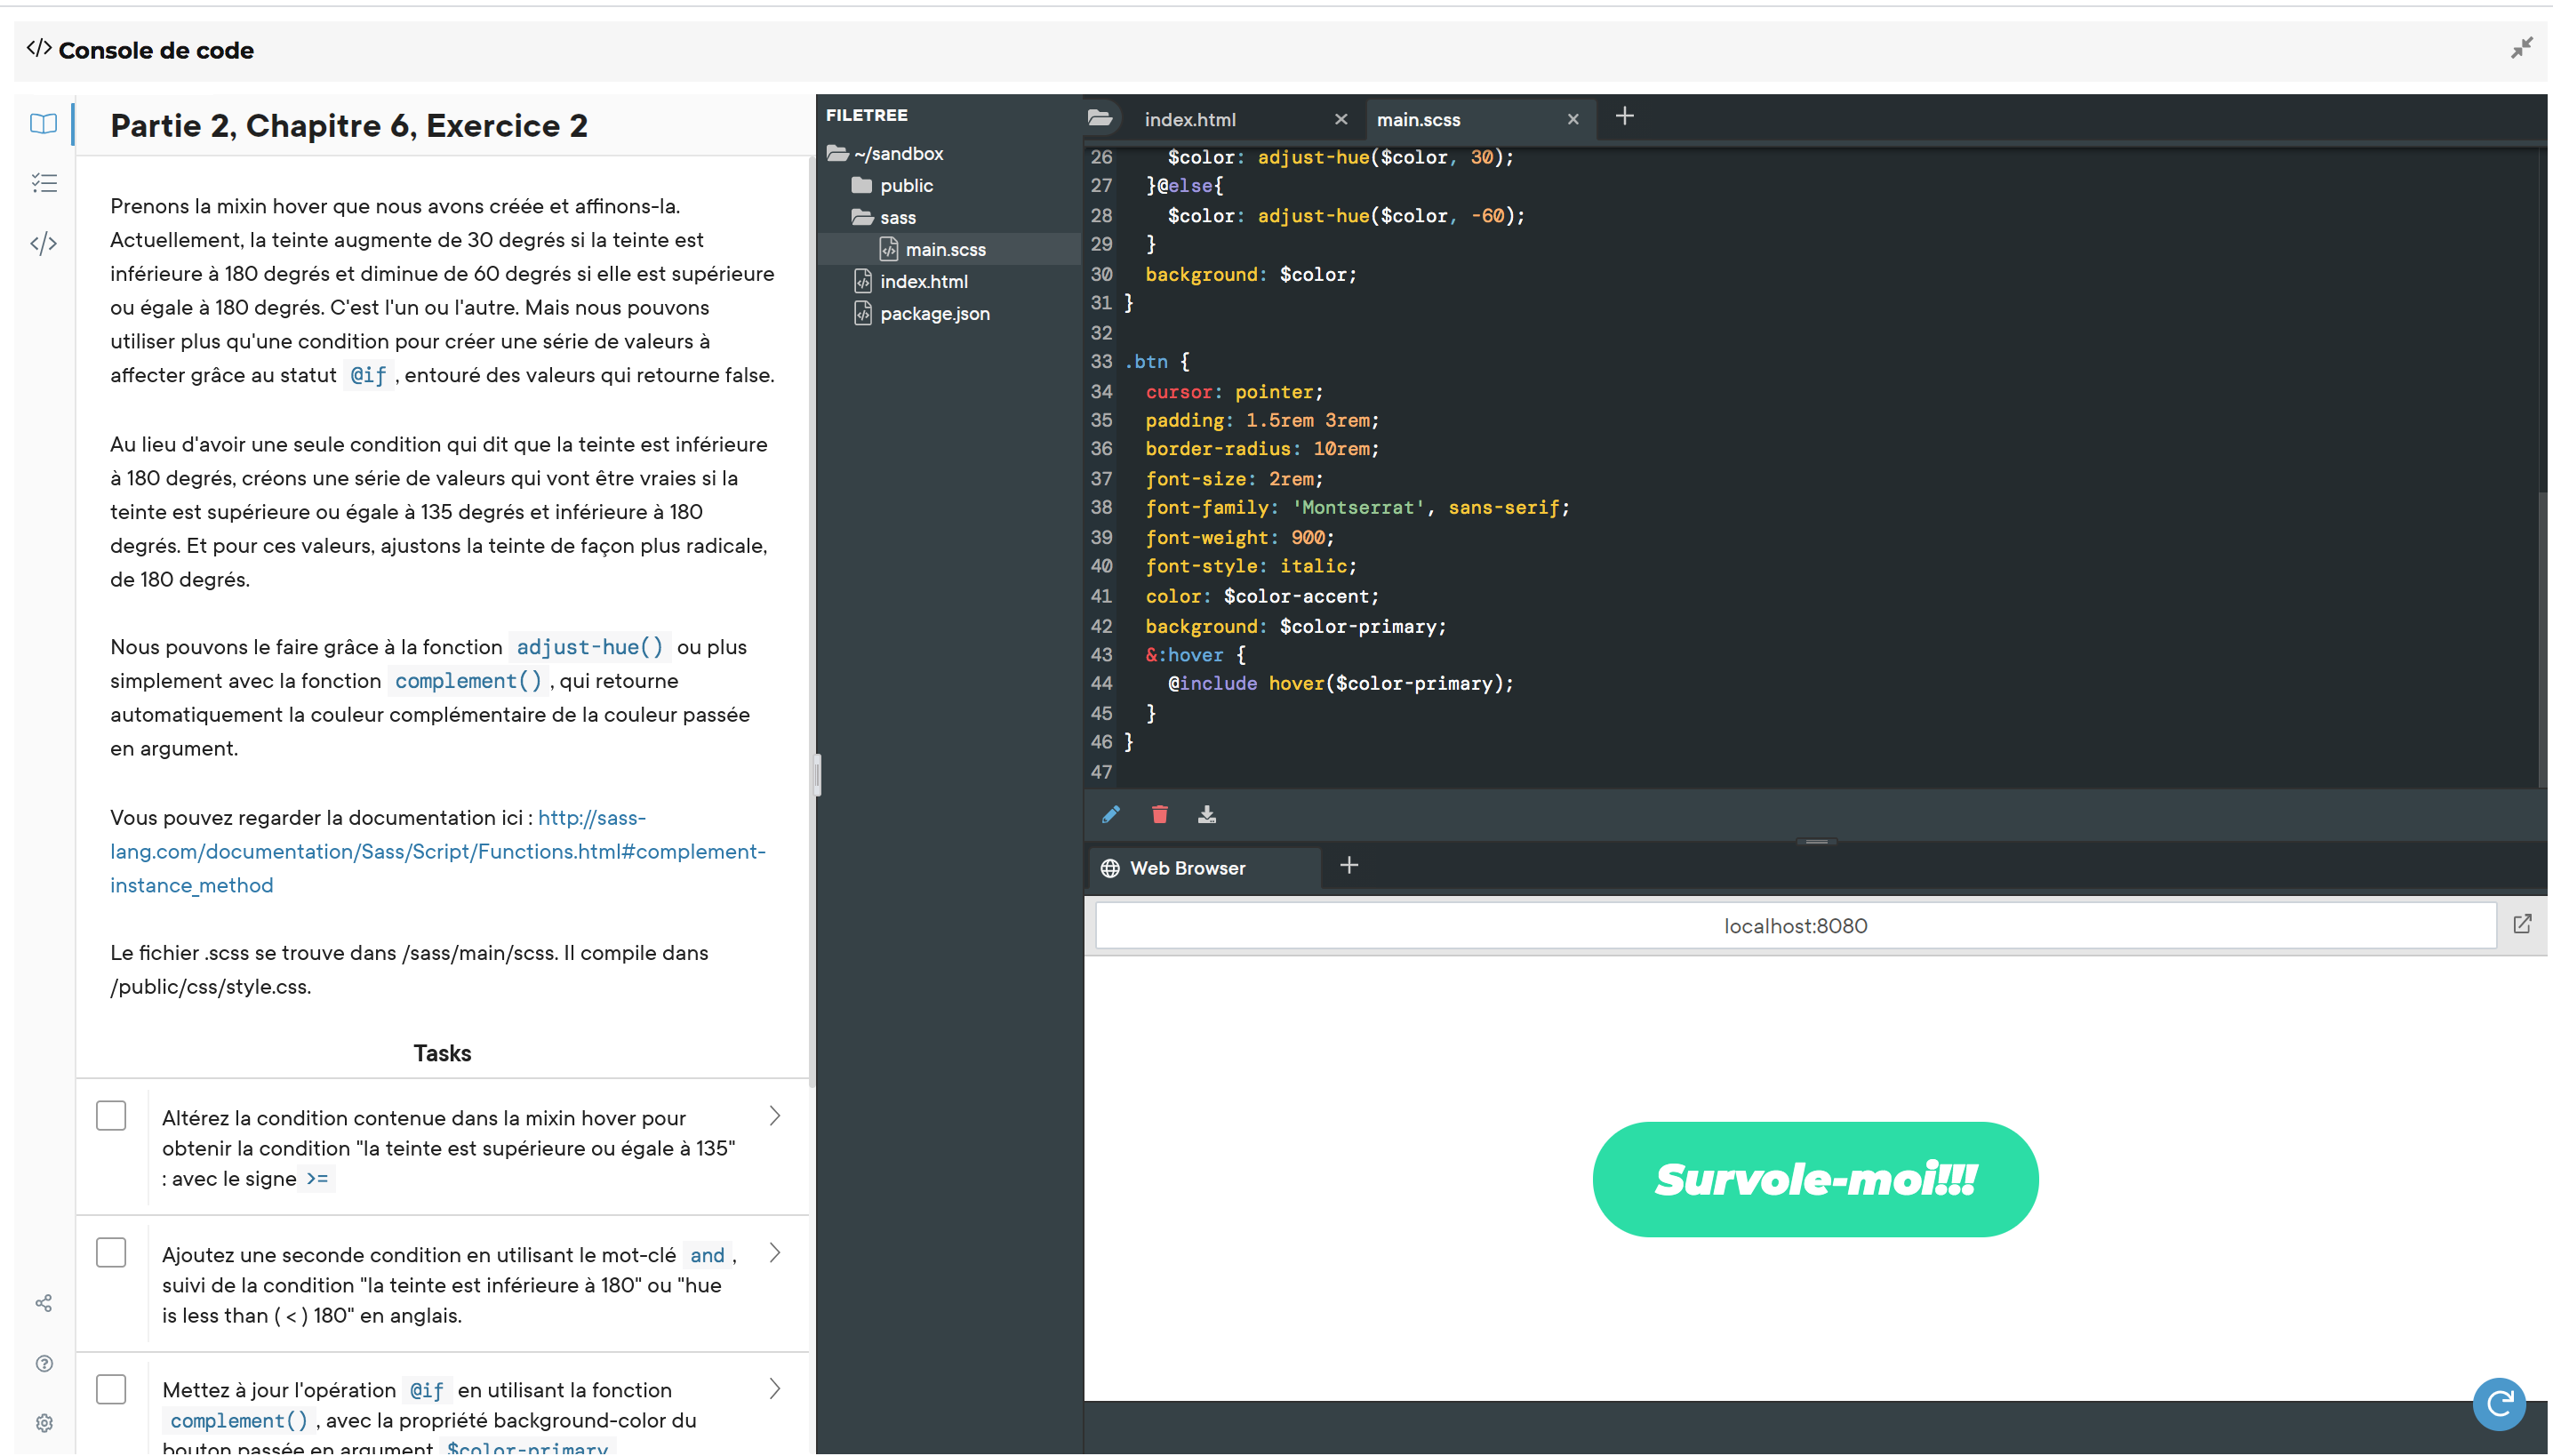 </> Console de code
Partie 2, Chapitre 6, Exercice 2
Prenons la mixin hover que nous avons créée et affinons-la.
Actuellement, la teinte augmente de 30 degrés si la teinte est
inférieure à 180 degrés et diminue de 60 degrés si elle est supérieure
ou égale à 180 degrés. C'est l'un ou l'autre. Mais nous pouvons
utiliser plus qu'une condition pour créer une série de valeurs à
affecter grâce au statut @if , entouré des valeurs qui retourne false.
Au lieu d'avoir une seule condition qui dit que la teinte est inférieure
à 180 degrés, créons une série de valeurs qui vont être vraies si la
teinte est supérieure ou égale à 135 degrés et inférieure à 180
degrés. Et pour ces valeurs, ajustons la teinte de façon plus radicale,
de 180 degrés.
Nous pouvons le faire grâce à la fonction adjust-hue() ou plus
simplement avec la fonction complement() , qui retourne
automatiquement la couleur complémentaire de la couleur passée
en argument.
Vous pouvez regarder la documentation ici : http://sass-
lang.com/documentation/Sass/Script/Functions.html#complement-
instance_method
Le fichier .scss se trouve dans /sass/main/scss. Il compile dans
/public/css/style.css.
Tasks
Altérez la condition contenue dans la mixin hover pour
obtenir la condition "la teinte est supérieure ou égale à 135"
: avec le signe >=
Ajoutez une seconde condition en utilisant le mot-clé and ,
suivi de la condition "la teinte est inférieure à 180" ou "hue
is less than ( < ) 180" en anglais.
Mettez à jour l'opération @if en utilisant la fonction
complement() , avec la propriété background-color du
bouton passée en argument $color-primary
FILETREE
~/sandbox
public
sass
main.scss
index.html
package.json
index.html
main.scss
26 $color: adjust-hue($color, 30);
27 }@else{
28 $color: adjust-hue($color, -60);
29 }
30 background: $color;
31 }
32
33 .btn {
34 cursor: pointer;
35 padding: 1.5rem 3rem;
36 border-radius: 10rem;
37 font-size: 2rem;
38 font-family: 'Montserrat', sans-serif;
39 font-weight: 900;
40 font-style: italic;
41 color: $color-accent;
42 background: $color-primary;
43 &:hover {
44 @include hover($color-primary);
45 }
46 }
47
Web Browser
localhost:8080
Survole-moi!!!